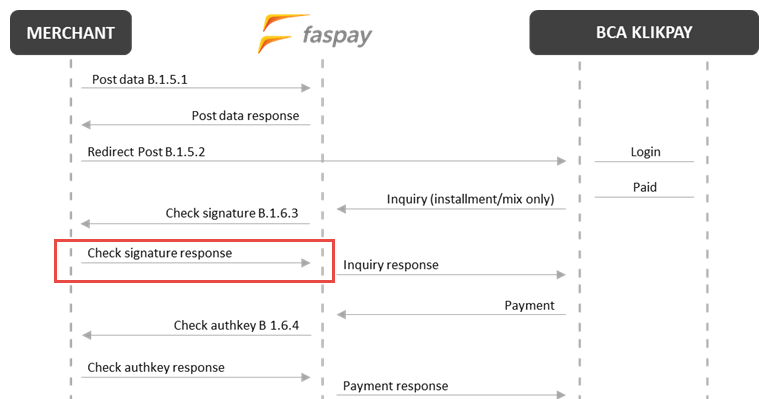 MERCHANT
faspay
BCA KLIKPAY
Post data B.1.5.1
Post data response
Redirect Post B.1.5.2
Login
Paid
Inquiry (installment/mix only)
Check signature B.1.6.3
Check signature response
Inquiry response
Payment
Check authkey B 1.6.4
Check authkey response
Payment response